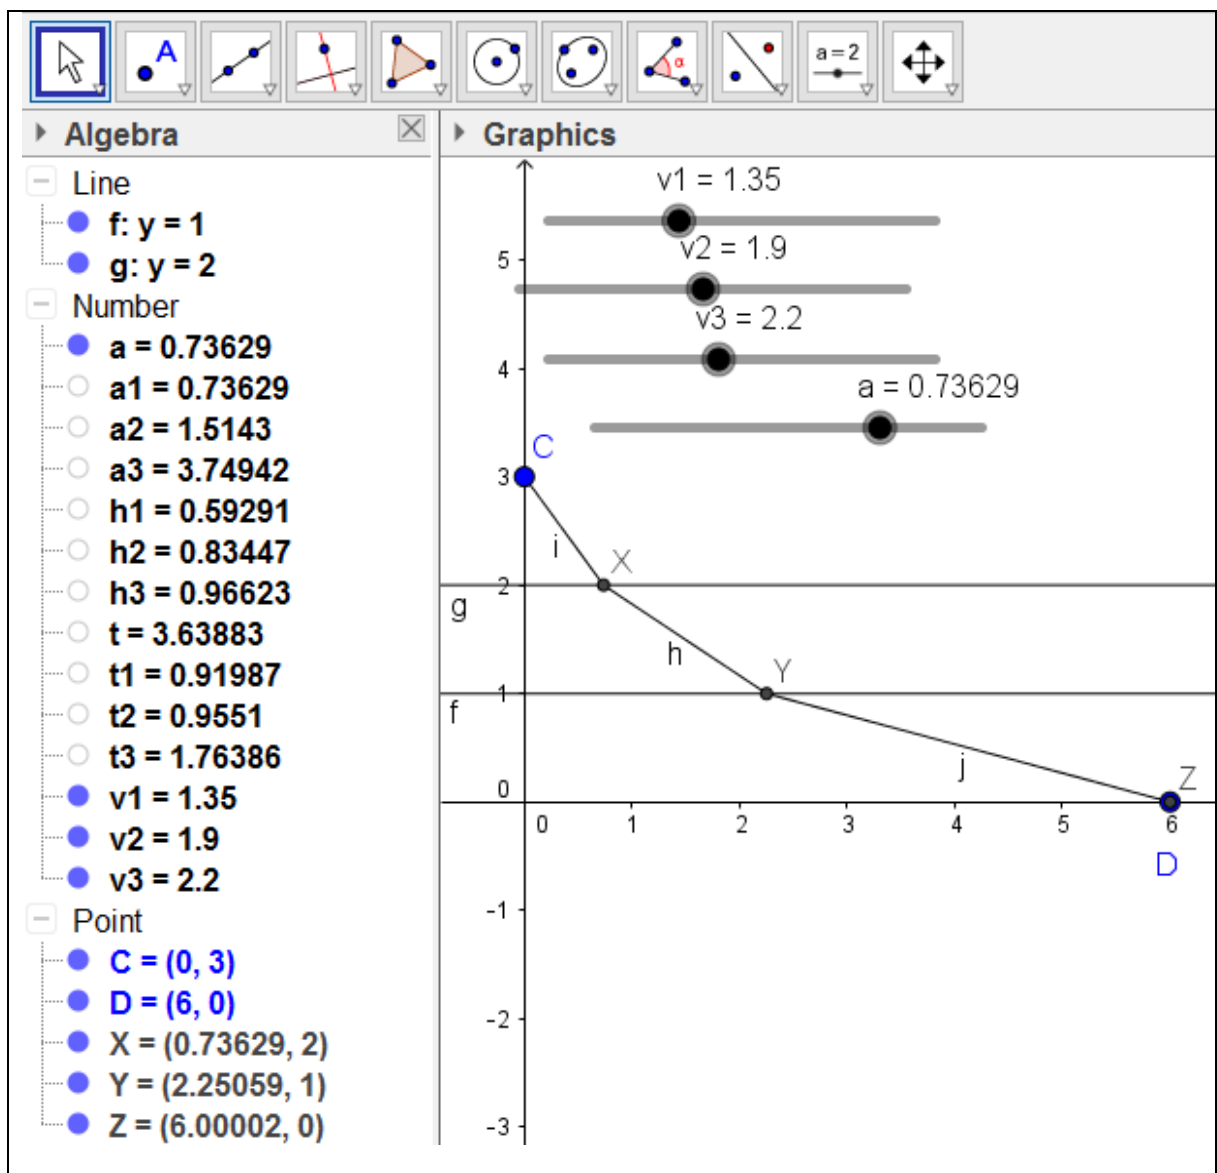 A
α
a=2
Algebra
Graphics
Line
f: y = 1
g: y = 2
Number
a = 0.73629
a1 = 0.73629
a2 = 1.5143
a3 = 3.74942
h1 = 0.59291
h2 = 0.83447
h3 = 0.96623
t = 3.63883
t1 = 0.91987
t2 = 0.9551
t3 = 1.76386
v1 = 1.35
v2 = 1.9
v3 = 2.2
Point
C = (0, 3)
D = (6, 0)
X = (0.73629, 2)
Y = (2.25059, 1)
Z = (6.00002, 0)
v1 = 1.35
v2 = 1.9
v3 = 2.2
a = 0.73629
5
4
3
2
1
0
-1
-2
-3
0 1 2 3 4 5 6
C
i
X
g
h
Y
f
j
Z
D